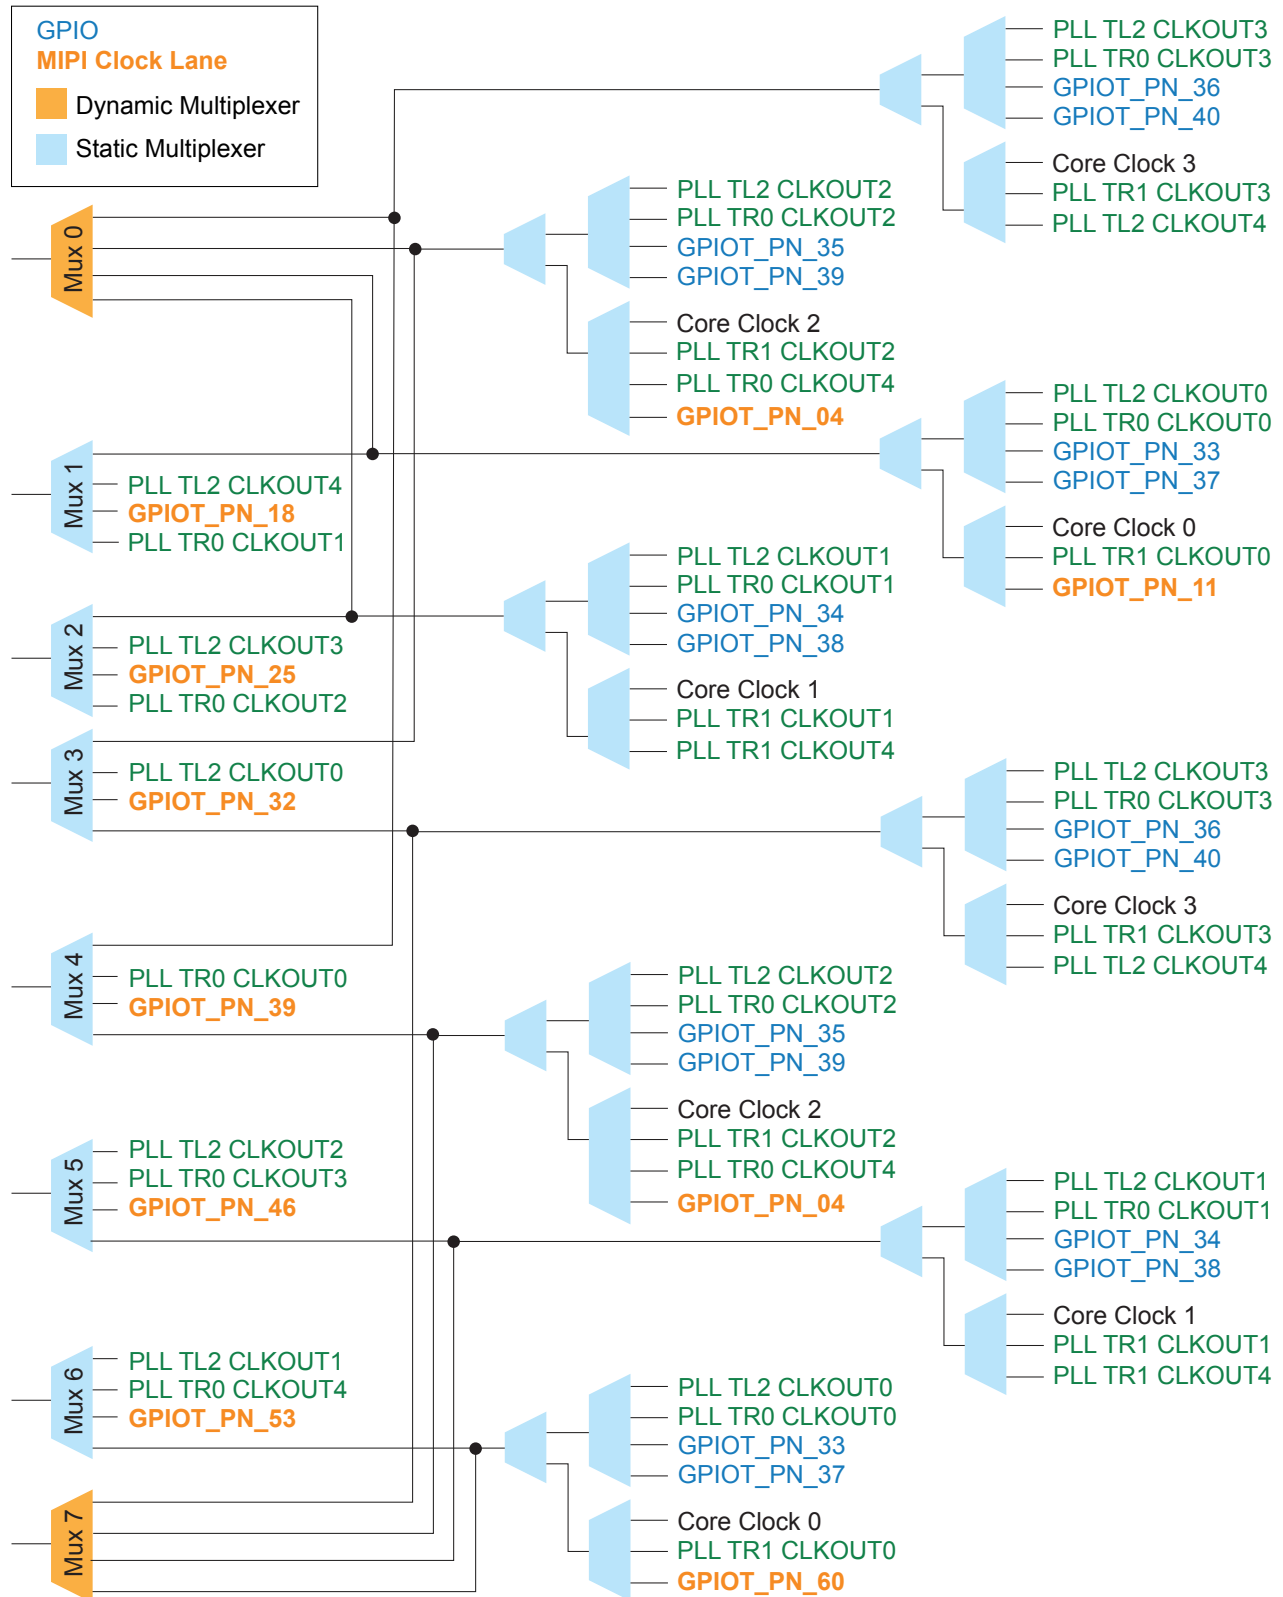 GPIO
MIPI Clock Lane
Dynamic Multiplexer
Static Multiplexer
PLL TL2 CLKOUT3
PLL TR0 CLKOUT3
GPIOT_PN_36
GPIOT_PN_40
Core Clock 3
PLL TR1 CLKOUT3
PLL TL2 CLKOUT4
Mux 0
PLL TL2 CLKOUT2
PLL TR0 CLKOUT2
GPIOT_PN_35
GPIOT_PN_39
Core Clock 2
PLL TR1 CLKOUT2
PLL TR0 CLKOUT4
GPIOT_PN_04
PLL TL2 CLKOUT0
PLL TR0 CLKOUT0
GPIOT_PN_33
GPIOT_PN_37
Core Clock 0
PLL TR1 CLKOUT0
GPIOT_PN_11
Mux 1
PLL TL2 CLKOUT4
GPIOT_PN_18
PLL TR0 CLKOUT1
PLL TL2 CLKOUT1
PLL TR0 CLKOUT1
GPIOT_PN_34
GPIOT_PN_38
Core Clock 1
PLL TR1 CLKOUT1
PLL TR1 CLKOUT4
Mux 2
PLL TL2 CLKOUT3
GPIOT_PN_25
PLL TR0 CLKOUT2
Mux 3
PLL TL2 CLKOUT0
GPIOT_PN_32
PLL TL2 CLKOUT3
PLL TR0 CLKOUT3
GPIOT_PN_36
GPIOT_PN_40
Core Clock 3
PLL TR1 CLKOUT3
PLL TL2 CLKOUT4
Mux 4
PLL TR0 CLKOUT0
GPIOT_PN_39
PLL TL2 CLKOUT2
PLL TR0 CLKOUT2
GPIOT_PN_35
GPIOT_PN_39
Core Clock 2
PLL TR1 CLKOUT2
PLL TR0 CLKOUT4
GPIOT_PN_04
Mux 5
PLL TL2 CLKOUT2
PLL TR0 CLKOUT3
GPIOT_PN_46
PLL TL2 CLKOUT1
PLL TR0 CLKOUT1
GPIOT_PN_34
GPIOT_PN_38
Core Clock 1
PLL TR1 CLKOUT1
PLL TR1 CLKOUT4
Mux 6
PLL TL2 CLKOUT1
PLL TR0 CLKOUT4
GPIOT_PN_53
PLL TL2 CLKOUT0
PLL TR0 CLKOUT0
GPIOT_PN_33
GPIOT_PN_37
Core Clock 0
PLL TR1 CLKOUT0
GPIOT_PN_60
Mux 7